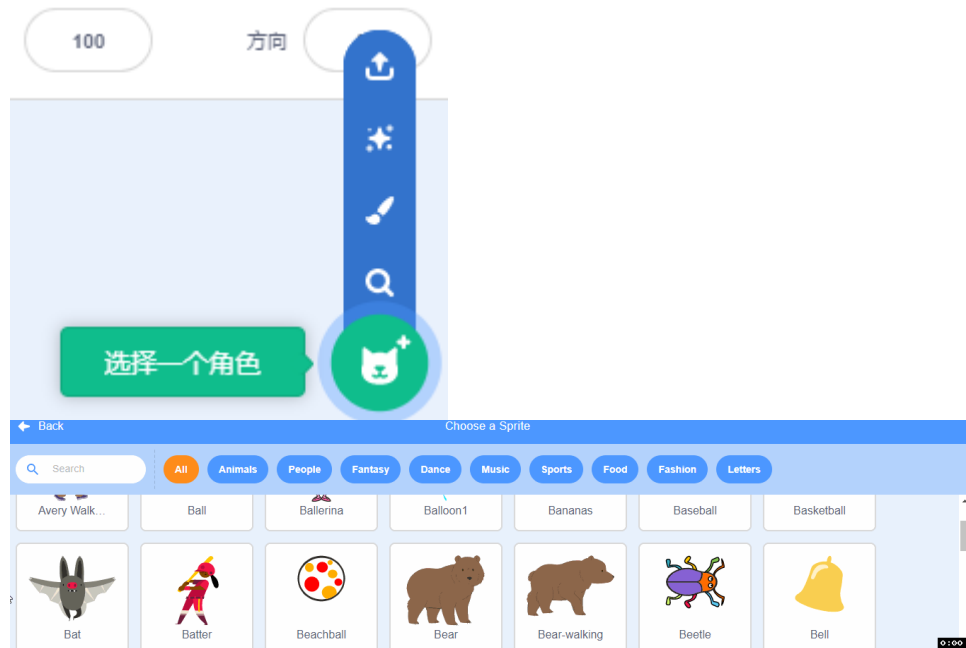 100 方向
选择一个角色
Back Choose a Sprite
Search All Animals People Fantasy Dance Music Sports Food Fashion Letters
Avery Walk... Ball Ballerina Balloon1 Bananas Baseball Basketball
Bat Batter Beachball Bear Bear-walking Beetle Bell
0:00